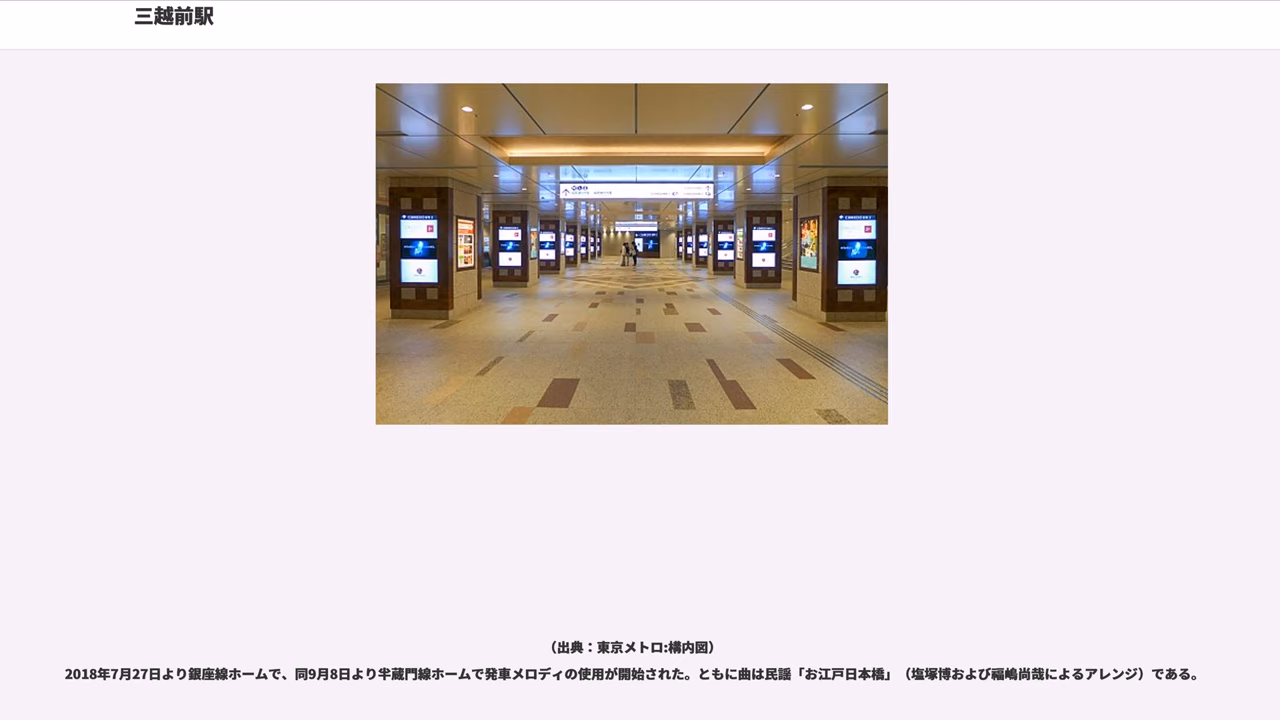 三越前駅
（出典：東京メトロ:構内図）
2018年7月27日より銀座線ホームで、同9月8日より半蔵門線ホームで発車メロディの使用が開始された。ともに曲は民謡「お江戸日本橋」（塩塚博および福嶋尚哉によるアレンジ）である。